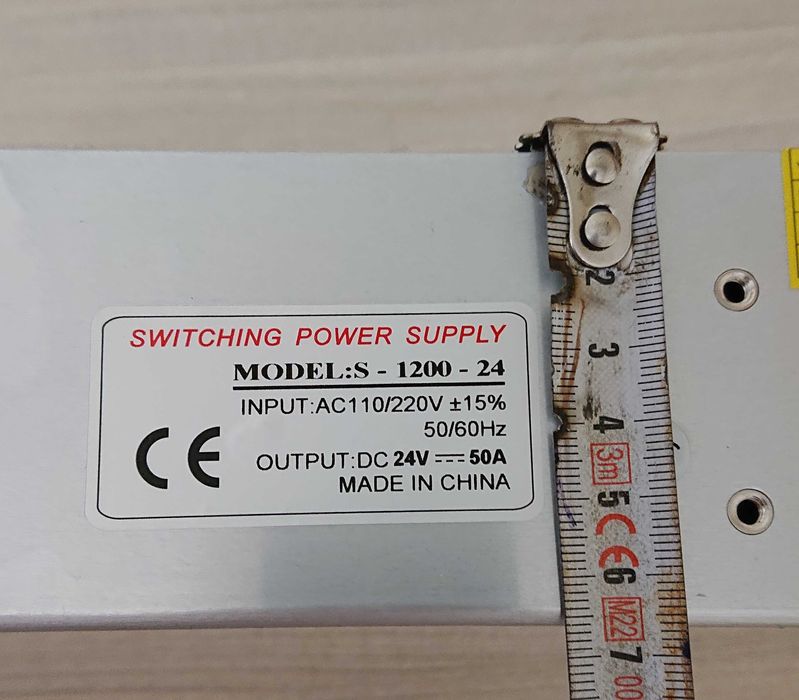 SWITCHING POWER SUPPLY
MODEL:S - 1200 - 24
INPUT:AC110/220V ±15%
50/60Hz
CE
OUTPUT:DC 24V ⎓ 50A
MADE IN CHINA
2
3
4
3m
5
CE
6
M22
7
00